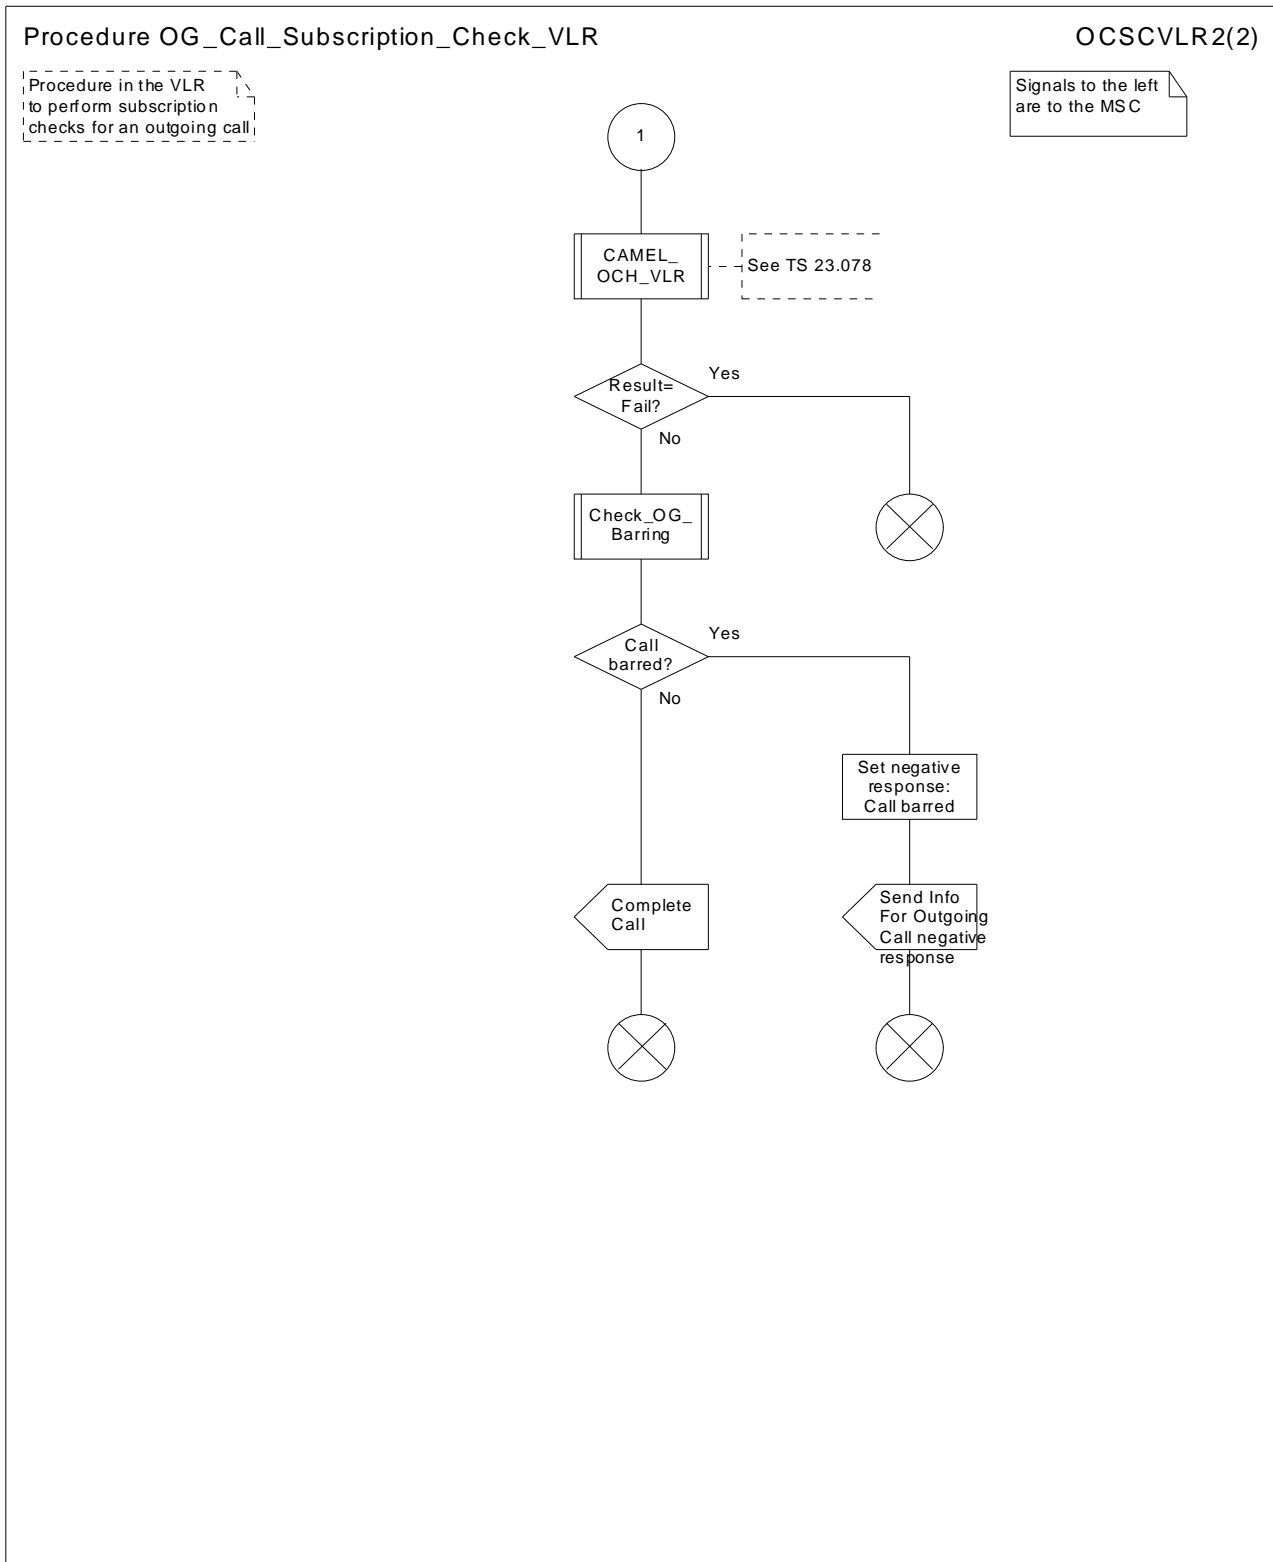 Procedure OG_Call_Subscription_Check_VLR
OCSCVLR2(2)
Procedure in the VLR
to perform subscription
checks for an outgoing call
Signals to the left
are to the MSC
1
CAMEL_
OCH_VLR
See TS 23.078
Result=
Fail?
Yes
No
Check_OG_
Barring
Call
barred?
Yes
No
Set negative
response:
Call barred
Complete
Call
Send Info
For Outgoing
Call negative
response